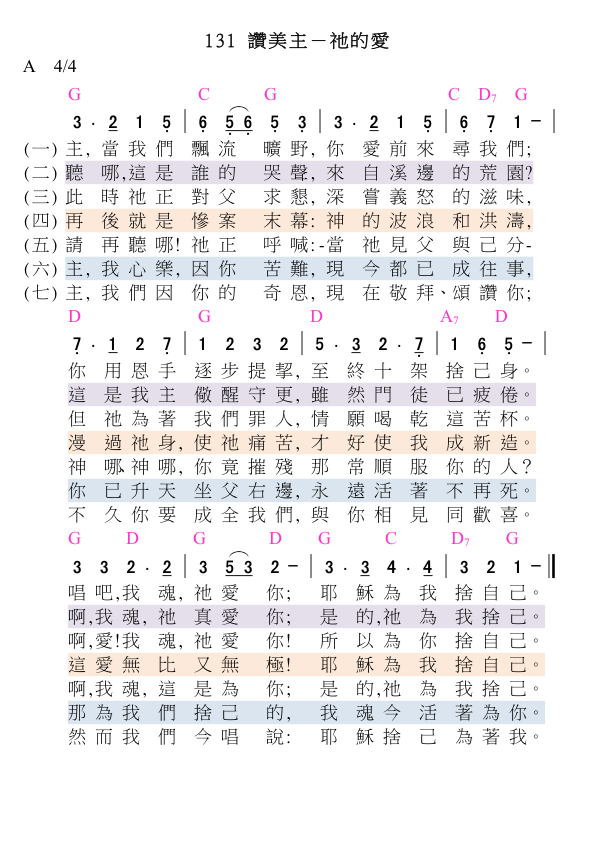 131 讚美主－祂的愛
A 4/4
G C G C D7 G
3 . 2 1 5 | 6 5 6 5 3 | 3 . 2 1 5 | 6 7 1 － |
(一) 主, 當我們 飄流 曠野, 你 愛前來 尋我們;
(二) 聽 哪,這是 誰的 哭聲, 來 自溪邊 的荒園?
(三) 此 時祂正 對父 求懇, 深 嘗義怒 的滋味,
(四) 再 後就是 慘案 末幕: 神 的波浪 和洪濤,
(五) 請 再聽哪! 祂正 呼喊:-當 祂見父 與己分-
(六) 主, 我心樂, 因你 苦難, 現 今都已 成往事,
(七) 主, 我們因 你的 奇恩, 現 在敬拜、頌讚你;
D G D A7 D
7 . 1 2 7 | 1 2 3 2 | 5 . 3 2 . 7 | 1 6 5 － |
你 用恩手 逐步提挈, 至 終十 架 捨己身。
這 是我主 儆醒守更, 雖 然門 徒 已疲倦。
但 祂為著 我們罪人, 情 願喝 乾 這苦杯。
漫 過祂身, 使祂痛苦, 才 好使 我 成新造。
神 哪,神哪, 你竟摧殘 那 常順 服 你的人?
你 已升天 坐父右邊, 永 遠活 著 不再死。
不 久你要 成全我們, 與 你相 見 同歡喜。
G D G D G C D7 G
3 3 2 . 2 | 3 5 3 2 － | 3 . 3 4 . 4 | 3 2 1 － ‖
唱吧,我 魂, 祂愛 你; 耶 穌為 我 捨自己。
啊,我魂, 祂 真愛 你; 是 的,祂 為 我捨己。
啊,愛!我 魂, 祂愛 你! 所 以為 你 捨自己。
這愛無 比 又無 極! 耶 穌為 我 捨自己。
啊,我魂, 這 是為 你; 是 的,祂 為 我捨己。
那為我 們 捨己 的, 我 魂今 活 著為你。
然而我 們 今唱 說: 耶 穌捨 己 為著我。